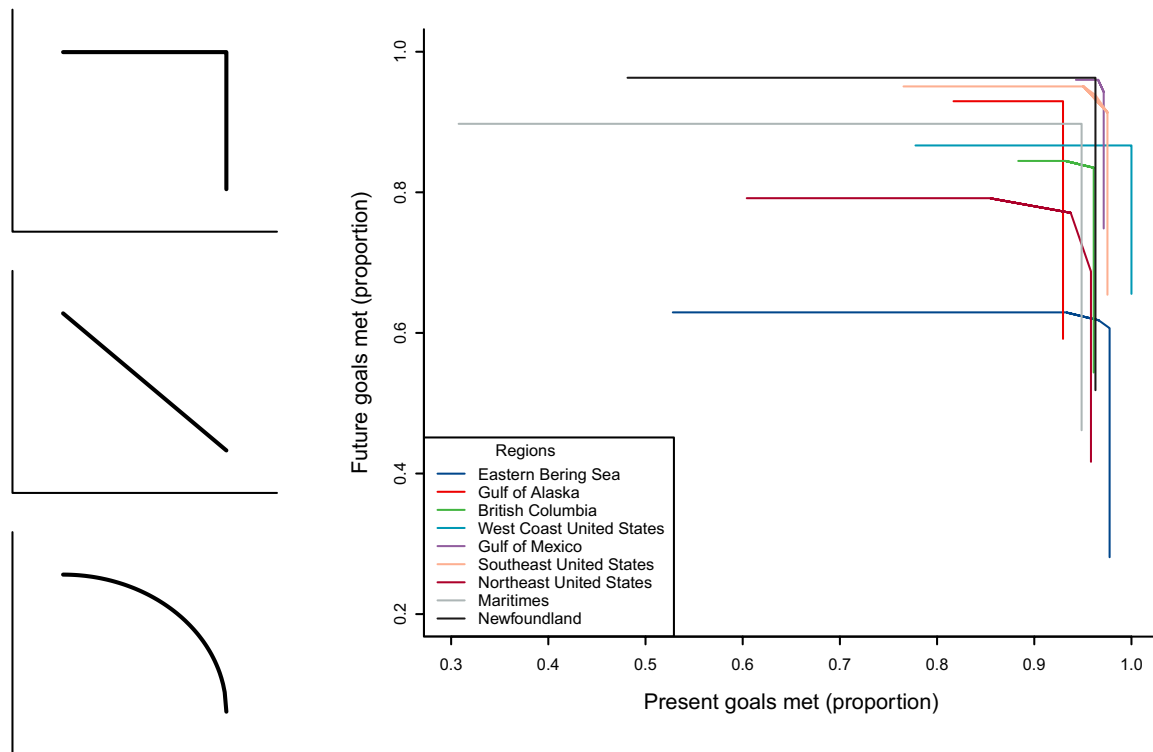 1.0
0.8
0.6
0.4
0.2
Future goals met (proportion)
Regions
Eastern Bering Sea
Gulf of Alaska
British Columbia
West Coast United States
Gulf of Mexico
Southeast United States
Northeast United States
Maritimes
Newfoundland
0.3 0.4 0.5 0.6 0.7 0.8 0.9 1.0
Present goals met (proportion)